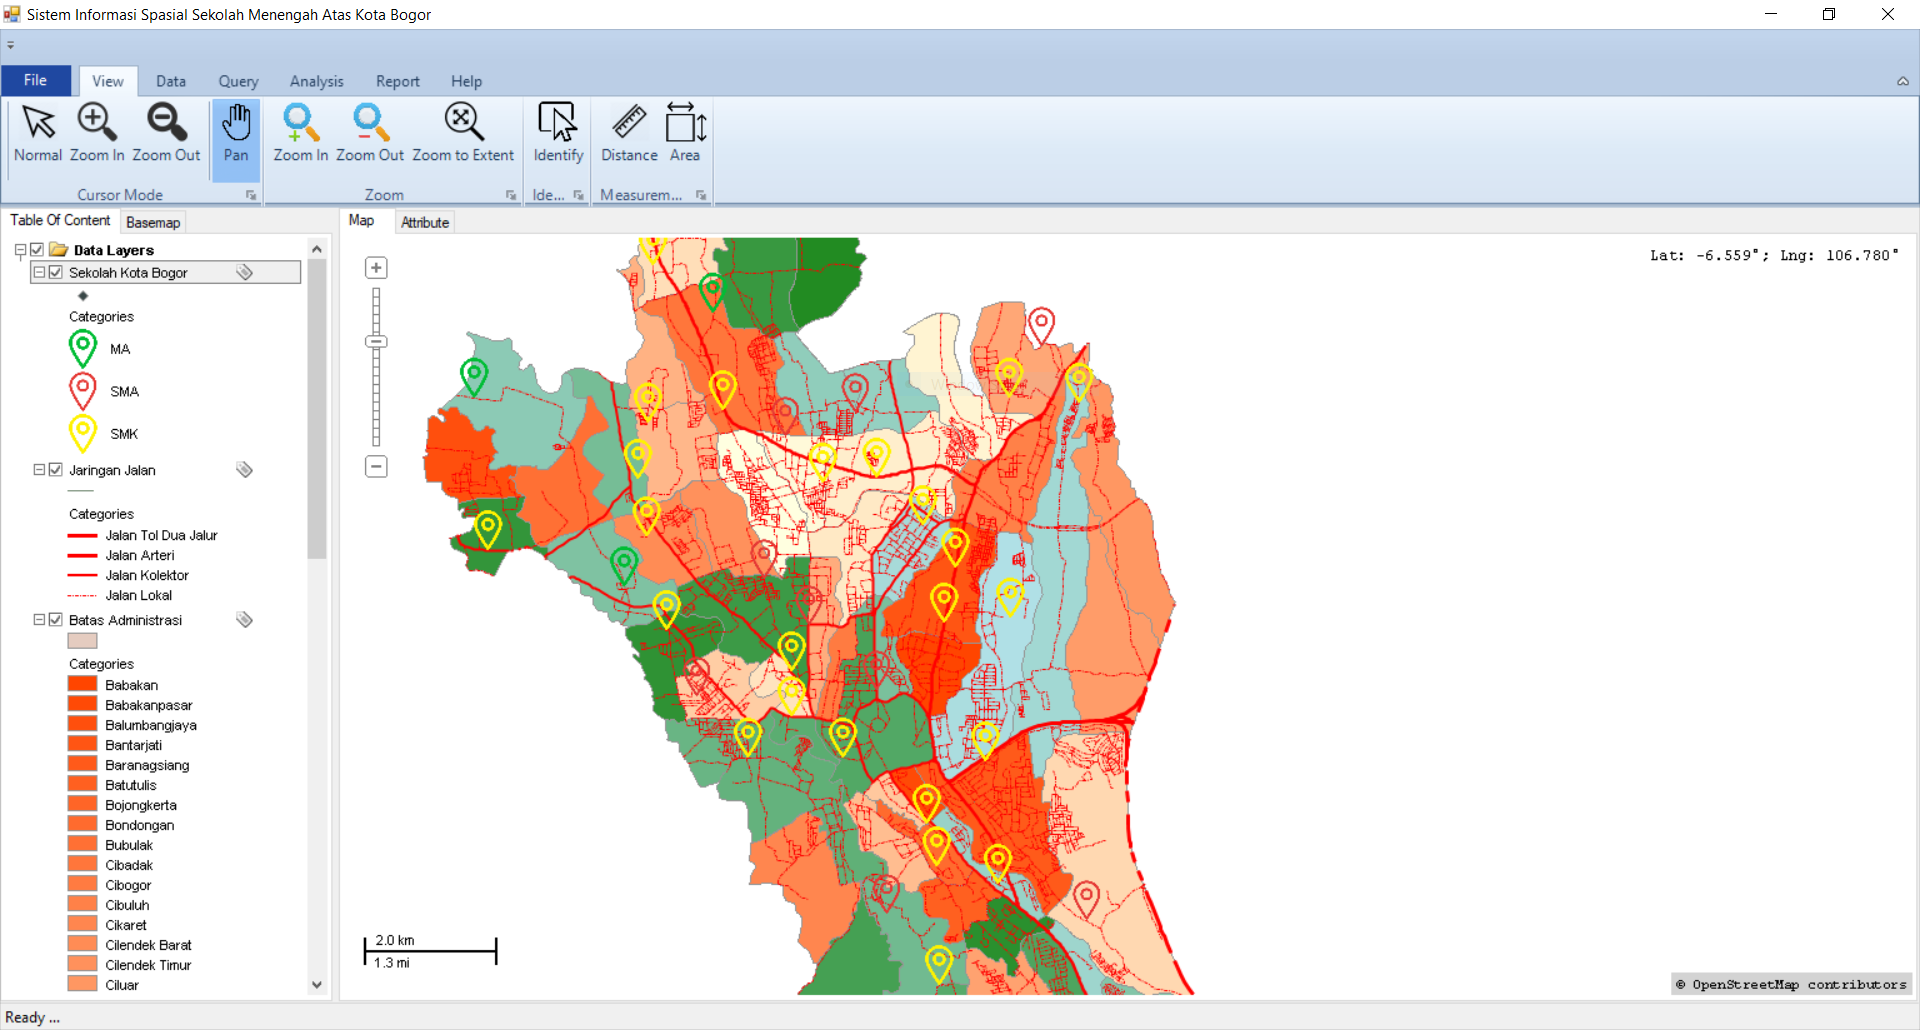 Sistem Informasi Spasial Sekolah Menengah Atas Kota Bogor
File View Data Query Analysis Report Help
Normal Zoom In Zoom Out Pan Zoom In Zoom Out Zoom to Extent Identify Distance Area
Cursor Mode Zoom Ide... Measurem...
Table Of Content Basemap Map Attribute
Data Layers
Sekolah Kota Bogor
Categories
MA
SMA
SMK
Jaringan Jalan
Categories
Jalan Tol Dua Jalur
Jalan Arteri
Jalan Kolektor
Jalan Lokal
Batas Administrasi
Categories
Babakan
Babakanpasar
Balumbangjaya
Bantarjati
Baranagsiang
Batutulis
Bojongkerta
Bondongan
Bubulak
Cibadak
Cibogor
Cibuluh
Cikaret
Cilendek Barat
Cilendek Timur
Ciluar
Lat: -6.559°; Lng: 106.780°
2.0 km
1.3 mi
© OpenStreetMap contributors
Ready ...